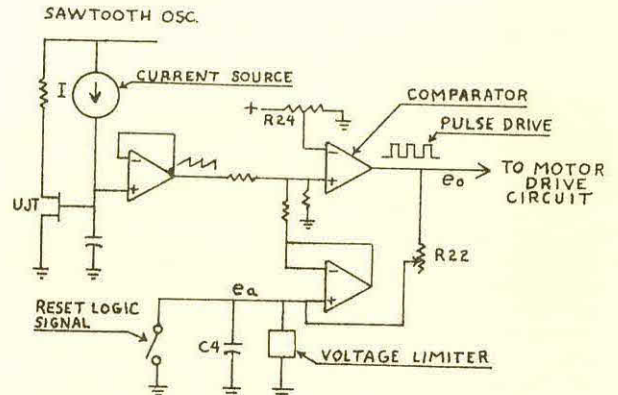 SAWTOOTH OSC.
I
CURRENT SOURCE
COMPARATOR
PULSE DRIVE
+
R24
-
+
-
+
UJT
eo
TO MOTOR
DRIVE
CIRCUIT
R22
-
+
RESET LOGIC
SIGNAL
ea
C4
VOLTAGE LIMITER